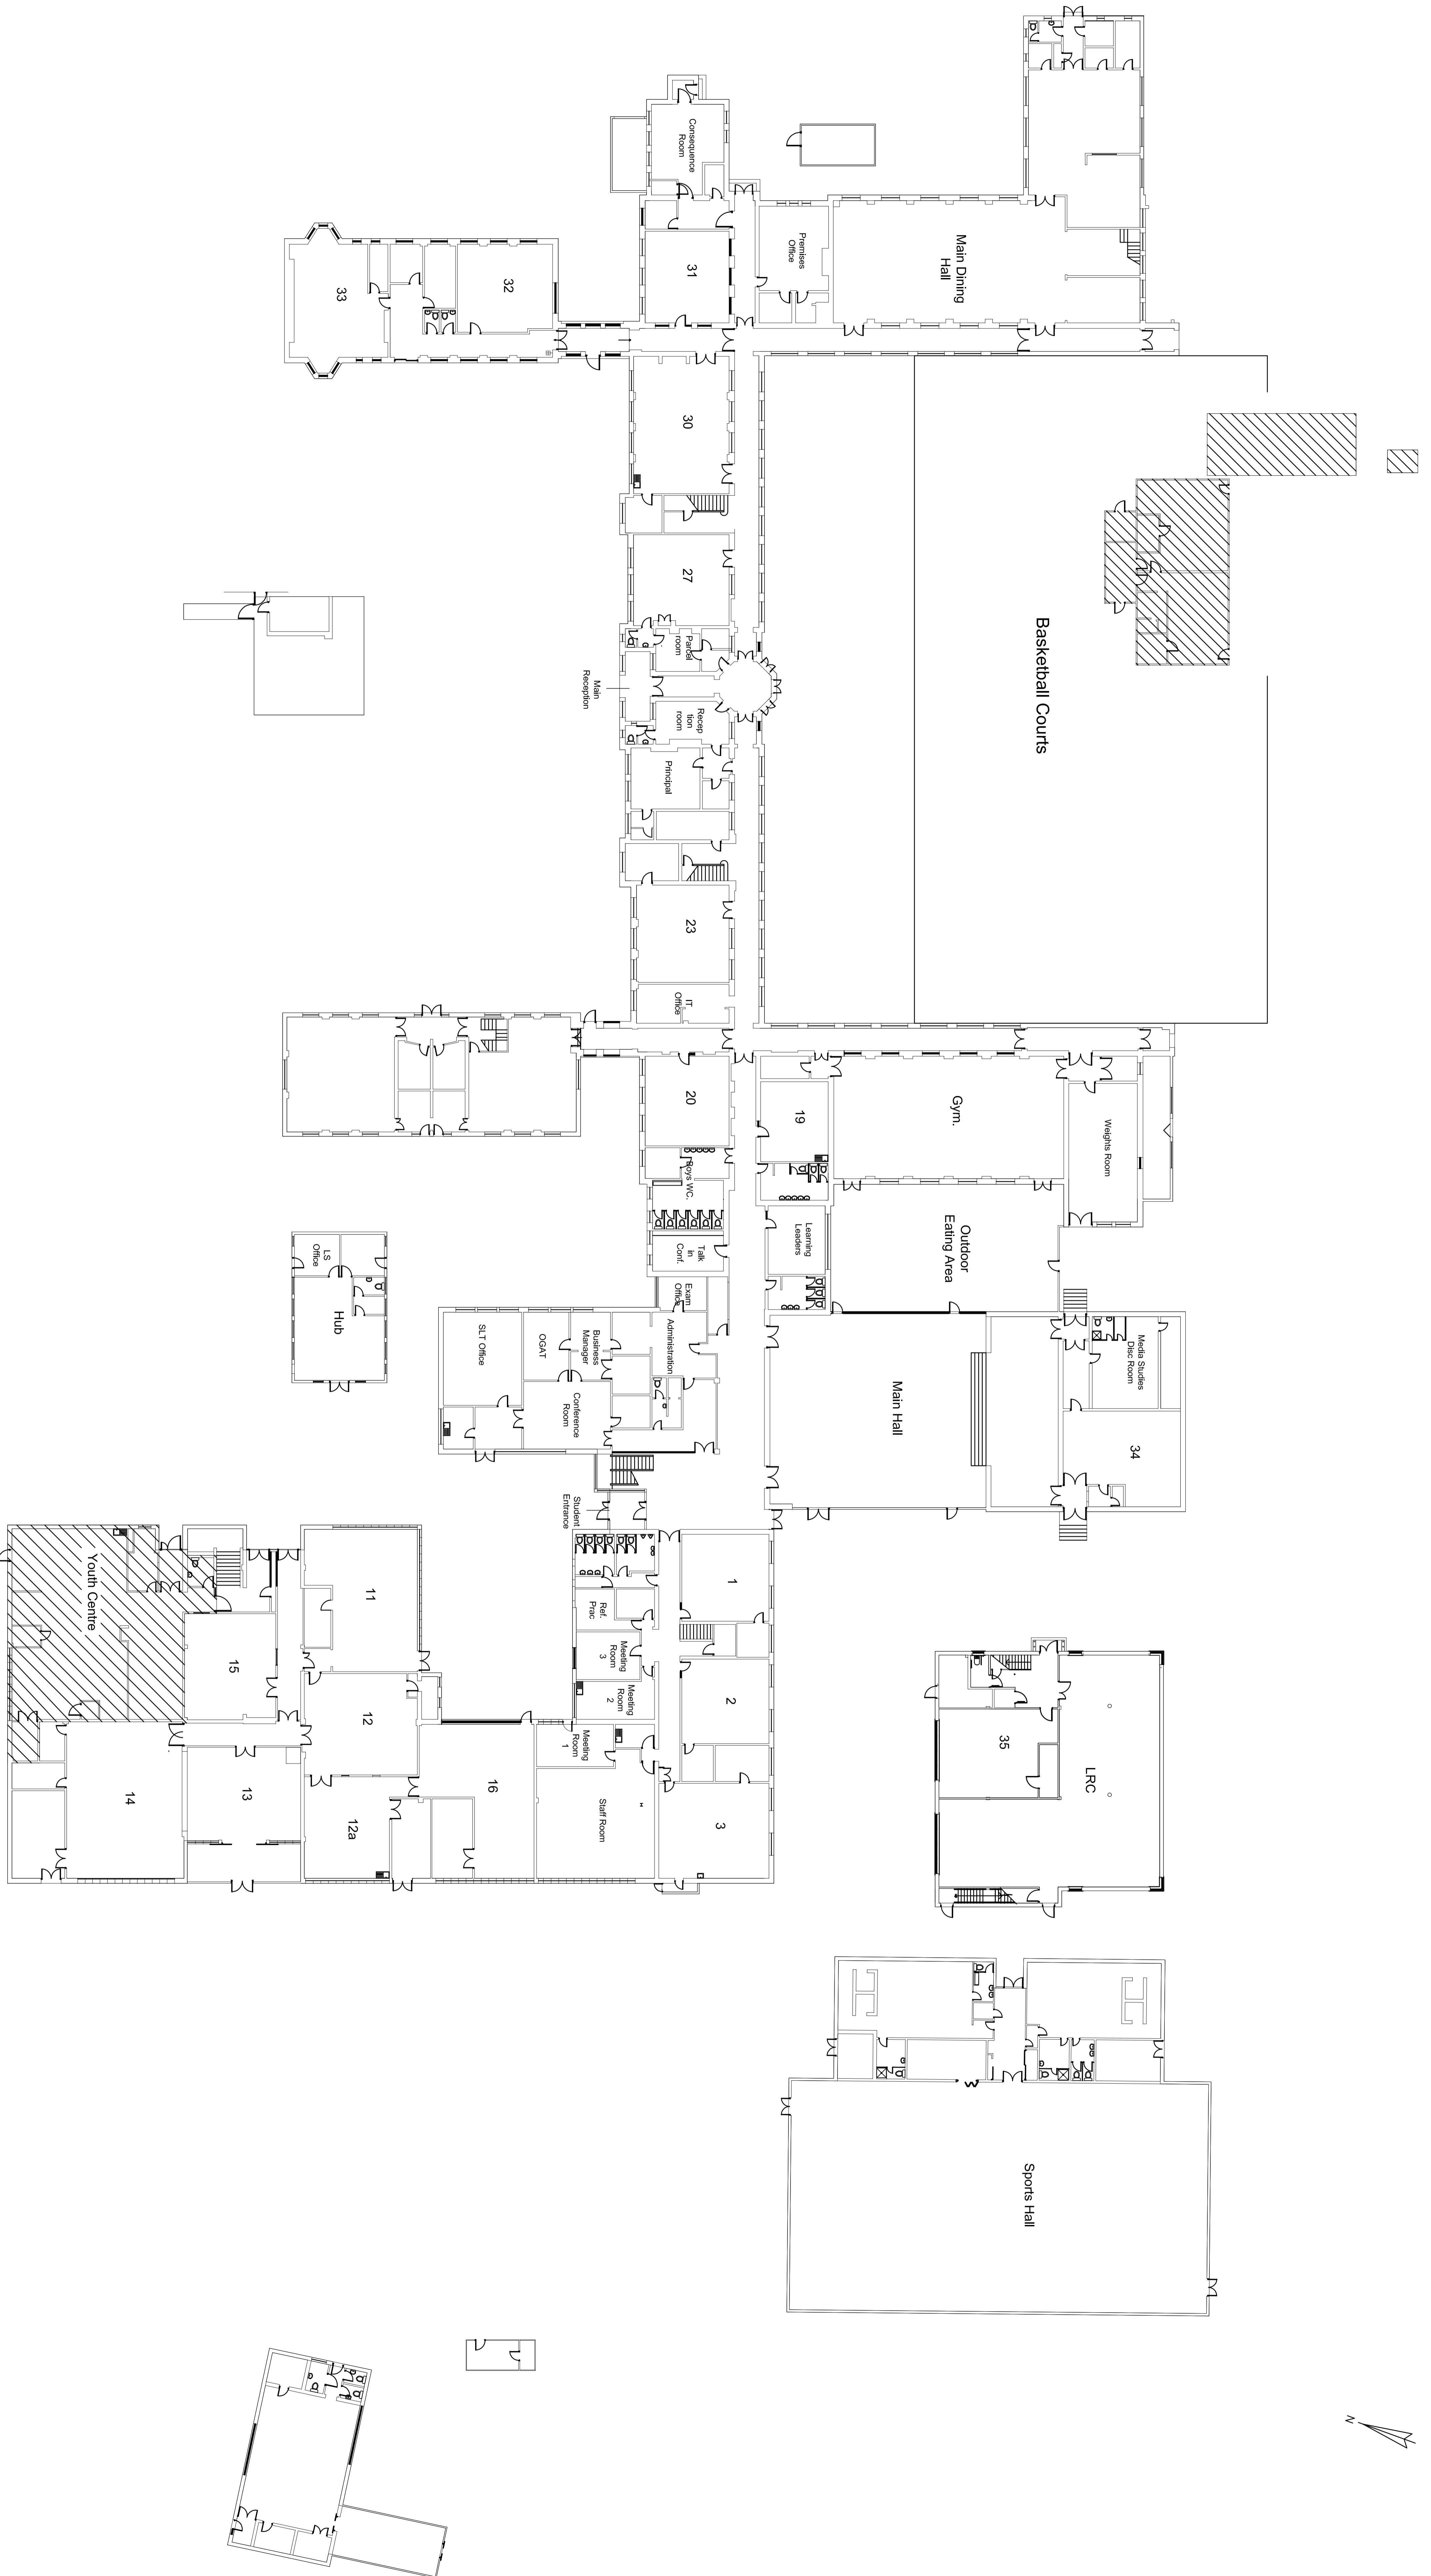 Consequence
Room
31
Premises
Office
Main Dining
Hall
33
32
30
27
Parcel
room
Main
Reception
Recep
tion
room
Principal
23
IT
Office
Basketball Courts
20
19
Gym.
Weights Room
Boys WC.
Talk
in
Conf.
Learning
Leaders
Outdoor
Eating Area
LS
Office
Hub
Exam
Office
Administration
SLT Office
OGAT
Business
Manager
Conference
Room
Main Hall
Media Studies
Disc Room
34
Student
Entrance
Youth Centre
11
15
12
13
14
12a
16
1
2
3
Ref.
Prac
Meeting
Room
3
Meeting
Room
2
Meeting
Room
1
Staff Room
35
LRC
Sports Hall
N